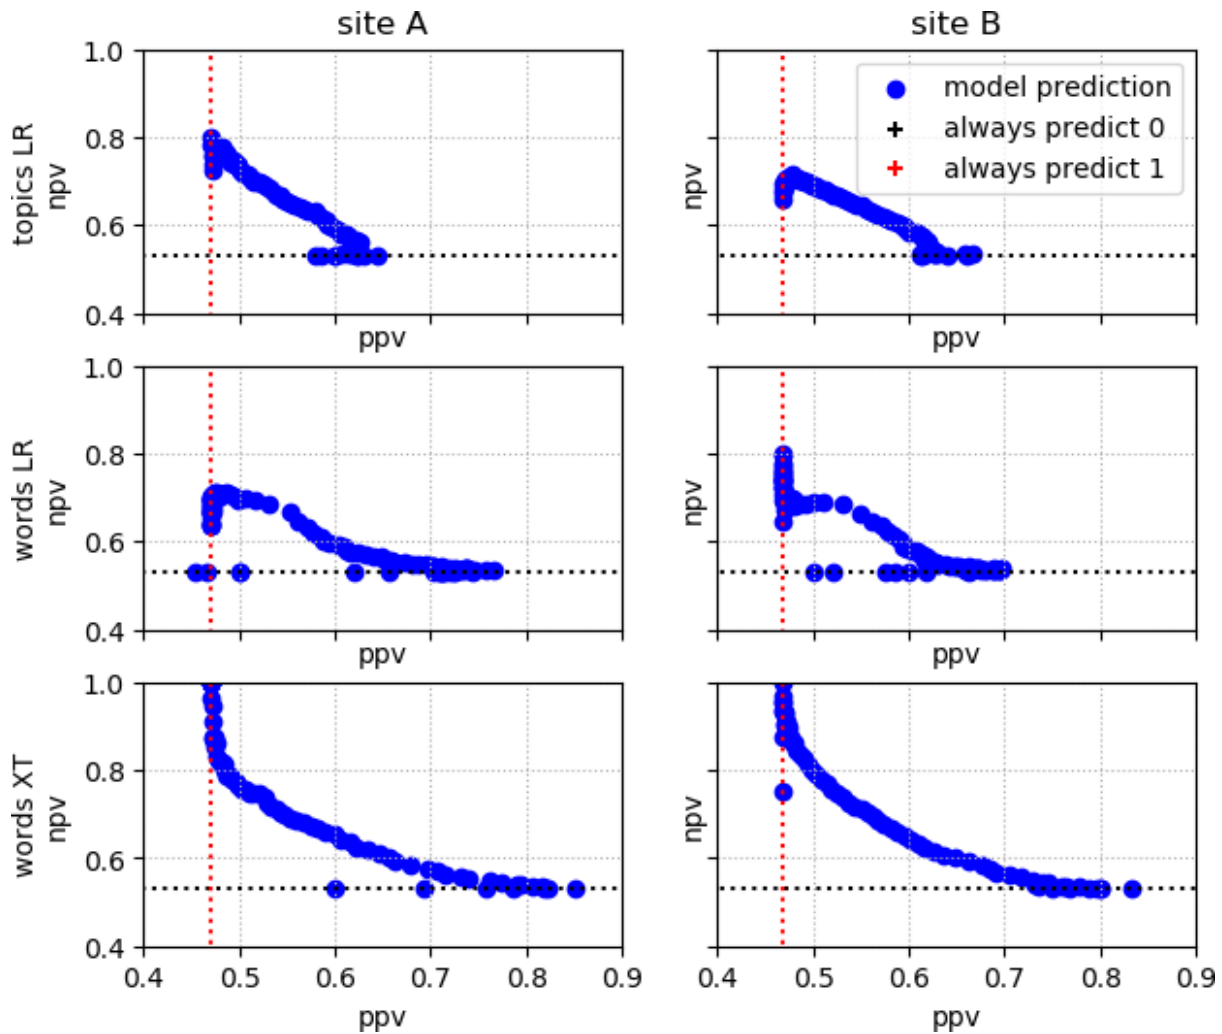 site A
site B
1.0
0.8
0.6
0.4
topics LR
npv
ppv
npv
ppv
model prediction
always predict 0
always predict 1
1.0
0.8
0.6
0.4
words LR
npv
ppv
npv
ppv
1.0
0.8
0.6
0.4
words XT
npv
0.4 0.5 0.6 0.7 0.8 0.9
ppv
npv
0.4 0.5 0.6 0.7 0.8 0.9
ppv